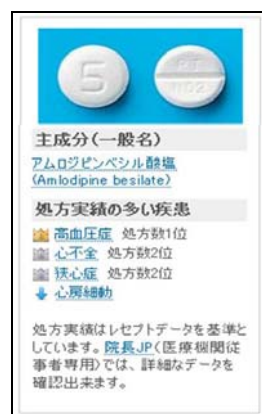 5
主成分(一般名)
アムロジピンベシル酸塩
(Amlodipine besilate)
処方実績の多い疾患
高血圧症 処方数1位
心不全 処方数2位
狭心症 処方数2位
心房細動
処方実績はレセプトデータを基準と
しています。院長JP(医療機関従
事者専用)では、詳細なデータを
確認出来ます。